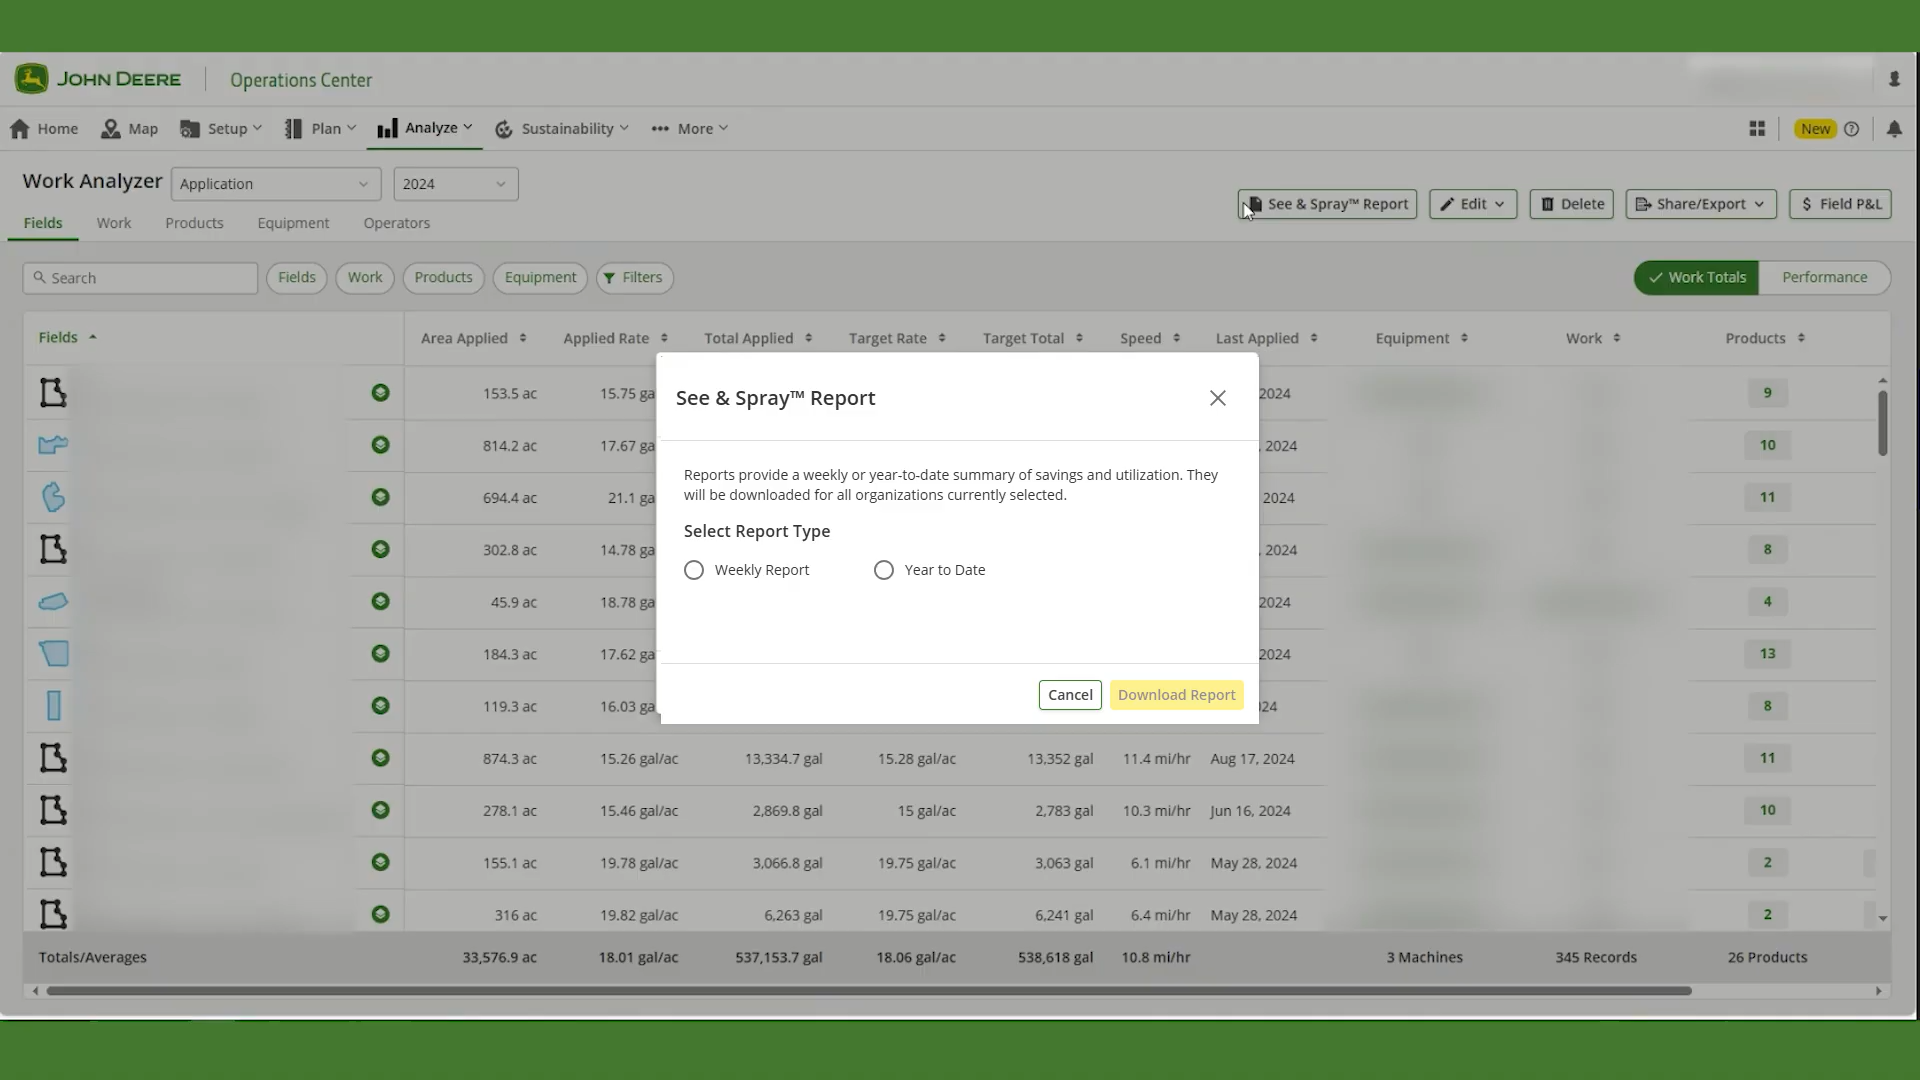 JOHN DEERE Operations Center
Home Map Setup Plan Analyze Sustainability ••• More New
Work Analyzer Application 2024
See & Spray™ Report Edit Delete Share/Export $ Field P&L
Fields Work Products Equipment Operators
Search Fields Work Products Equipment Filters Work Totals Performance
Fields Area Applied Applied Rate Total Applied Target Rate Target Total Speed Last Applied Equipment Work Products
See & Spray™ Report
Reports provide a weekly or year-to-date summary of savings and utilization. They
will be downloaded for all organizations currently selected.
Select Report Type
Weekly Report Year to Date
Cancel Download Report
153.5 ac 15.75 ga 2024 9
814.2 ac 17.67 ga , 2024 10
694.4 ac 21.1 ga 2024 11
302.8 ac 14.78 ga , 2024 8
45.9 ac 18.78 ga 2024 4
184.3 ac 17.62 ga 2024 13
119.3 ac 16.03 ga 24 8
874.3 ac 15.26 gal/ac 13,334.7 gal 15.28 gal/ac 13,352 gal 11.4 mi/hr Aug 17, 2024 11
278.1 ac 15.46 gal/ac 2,869.8 gal 15 gal/ac 2,783 gal 10.3 mi/hr Jun 16, 2024 10
155.1 ac 19.78 gal/ac 3,066.8 gal 19.75 gal/ac 3,063 gal 6.1 mi/hr May 28, 2024 2
316 ac 19.82 gal/ac 6,263 gal 19.75 gal/ac 6,241 gal 6.4 mi/hr May 28, 2024 2
Totals/Averages 33,576.9 ac 18.01 gal/ac 537,153.7 gal 18.06 gal/ac 538,618 gal 10.8 mi/hr 3 Machines 345 Records 26 Products